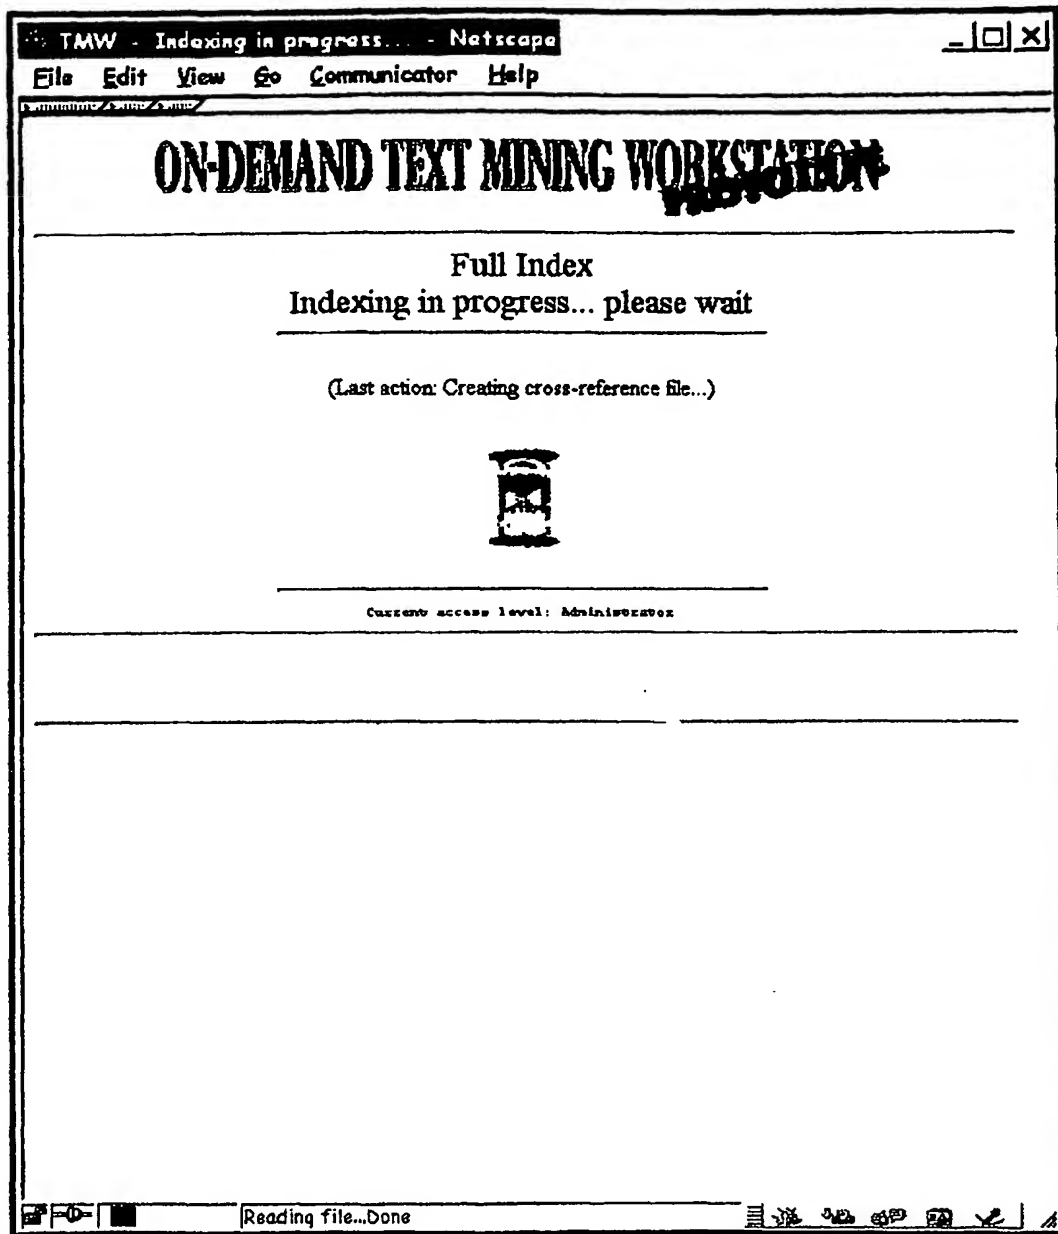 TMW - Indexing in progress... - Netscape
File Edit View Go Communicator Help
ON-DEMAND TEXT MINING WORKSTATION
Full Index
Indexing in progress... please wait
(Last action: Creating cross-reference file...)
Current access level: Administrator
Reading file...Done